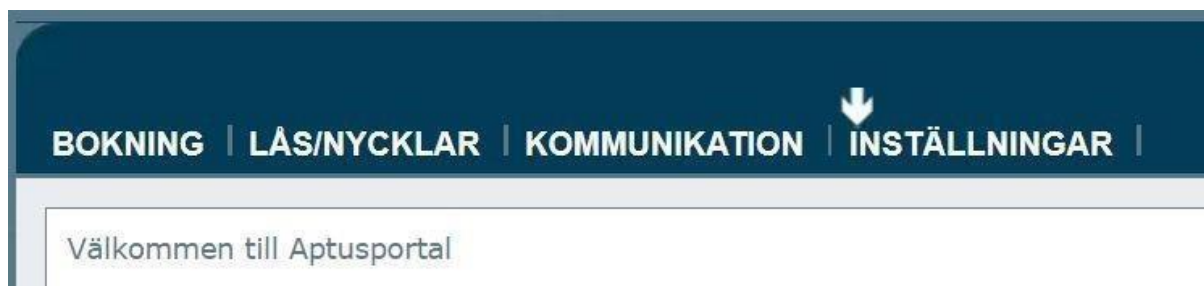 BOKNING | LÅS/NYCKLAR | KOMMUNIKATION | INSTÄLLNINGAR |
Välkommen till Aptusportal